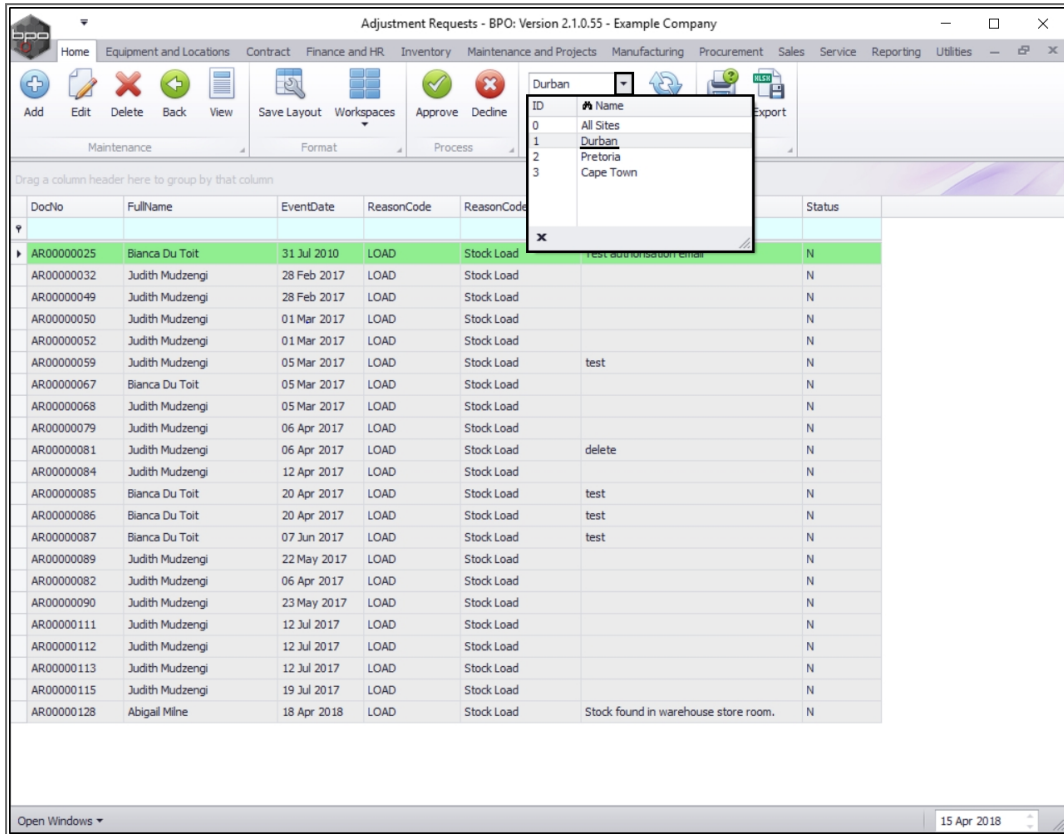 Adjustment Requests - BPO: Version 2.1.0.55 - Example Company
bpo
Home Equipment and Locations Contract Finance and HR Inventory Maintenance and Projects Manufacturing Procurement Sales Service Reporting Utilities
Durban
Add Edit Delete Back View Save Layout Workspaces Approve Decline Export
Maintenance Format Process
ID Name
0 All Sites
1 Durban
2 Pretoria
3 Cape Town
Drag a column header here to group by that column
DocNo FullName EventDate ReasonCode ReasonCode Status
AR00000025 Bianca Du Toit 31 Jul 2010 LOAD Stock Load Test authorisation email N
AR00000032 Judith Mudzengi 28 Feb 2017 LOAD Stock Load N
AR00000049 Judith Mudzengi 28 Feb 2017 LOAD Stock Load N
AR00000050 Judith Mudzengi 01 Mar 2017 LOAD Stock Load N
AR00000052 Judith Mudzengi 01 Mar 2017 LOAD Stock Load N
AR00000059 Judith Mudzengi 05 Mar 2017 LOAD Stock Load test N
AR00000067 Bianca Du Toit 05 Mar 2017 LOAD Stock Load N
AR00000068 Judith Mudzengi 05 Mar 2017 LOAD Stock Load N
AR00000079 Judith Mudzengi 06 Apr 2017 LOAD Stock Load N
AR00000081 Judith Mudzengi 06 Apr 2017 LOAD Stock Load delete N
AR00000084 Judith Mudzengi 12 Apr 2017 LOAD Stock Load N
AR00000085 Bianca Du Toit 20 Apr 2017 LOAD Stock Load test N
AR00000086 Bianca Du Toit 20 Apr 2017 LOAD Stock Load test N
AR00000087 Bianca Du Toit 07 Jun 2017 LOAD Stock Load test N
AR00000089 Judith Mudzengi 22 May 2017 LOAD Stock Load N
AR00000082 Judith Mudzengi 06 Apr 2017 LOAD Stock Load N
AR00000090 Judith Mudzengi 23 May 2017 LOAD Stock Load N
AR00000111 Judith Mudzengi 12 Jul 2017 LOAD Stock Load N
AR00000112 Judith Mudzengi 12 Jul 2017 LOAD Stock Load N
AR00000113 Judith Mudzengi 12 Jul 2017 LOAD Stock Load N
AR00000115 Judith Mudzengi 19 Jul 2017 LOAD Stock Load N
AR00000128 Abigail Milne 18 Apr 2018 LOAD Stock Load Stock found in warehouse store room. N
Open Windows 15 Apr 2018